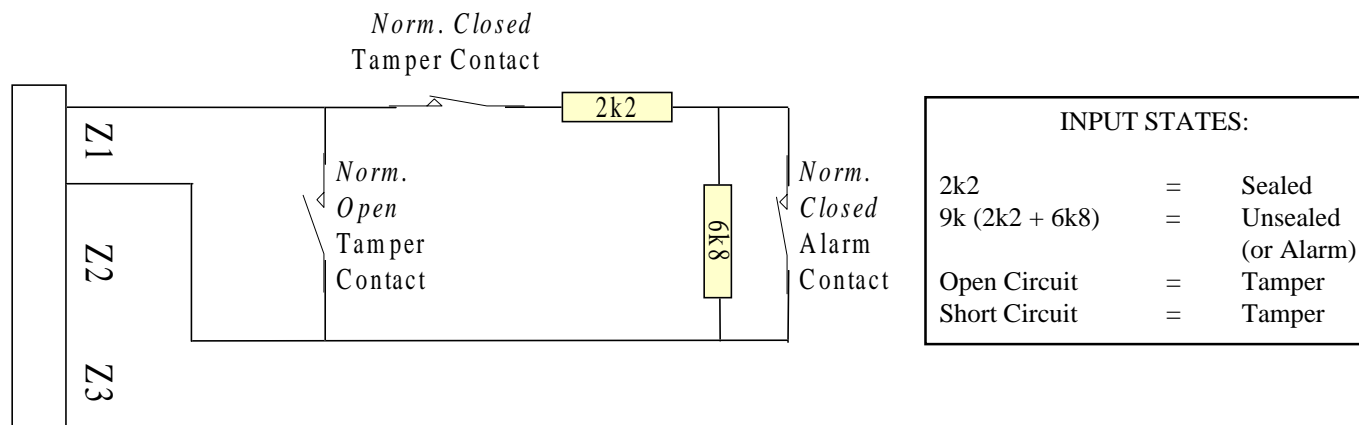 Norm. Closed
Tamper Contact
2k2
Z1
Norm.
Open
Tamper
Contact
6k8
Norm.
Closed
Alarm
Contact
Z2
Z3
INPUT STATES:
2k2 = Sealed
9k (2k2 + 6k8) = Unsealed
(or Alarm)
Open Circuit = Tamper
Short Circuit = Tamper